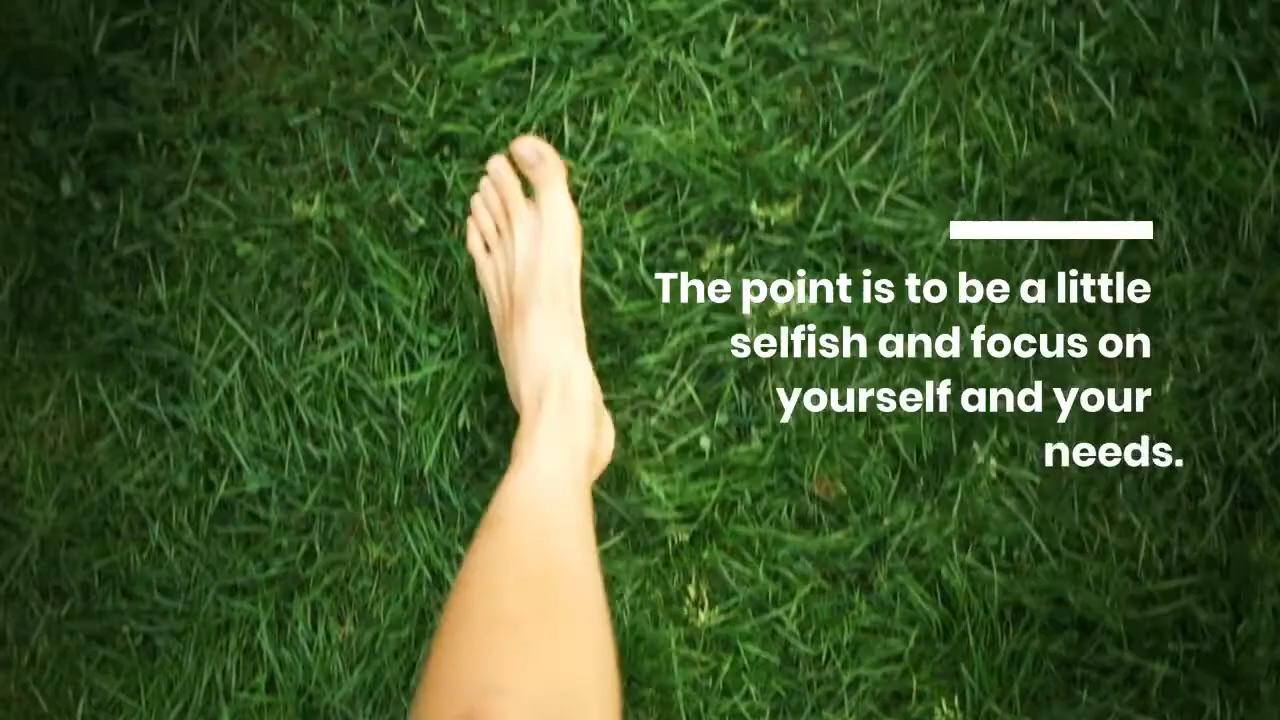 The point is to be a little
selfish and focus on
yourself and your
needs.